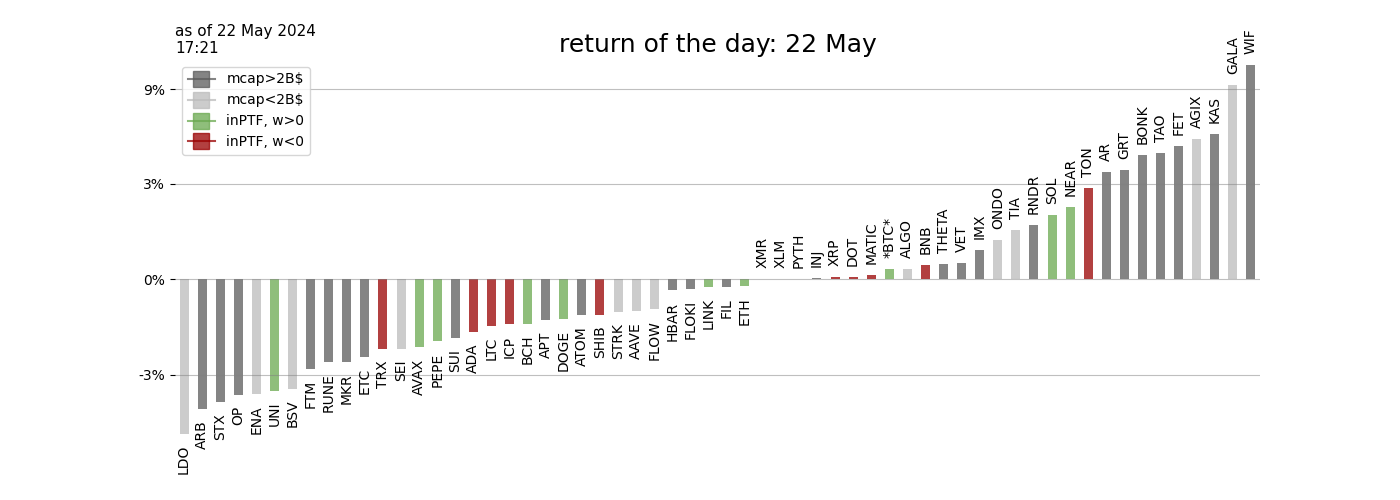 as of 22 May 2024
17:21
return of the day: 22 May
mcap>2B$
mcap<2B$
inPTF, w>0
inPTF, w<0
9%
3%
0%
-3%
LDO
ARB
STX
OP
ENA
UNI
BSV
FTM
RUNE
MKR
ETC
TRX
SEI
AVAX
PEPE
SUI
ADA
LTC
ICP
BCH
APT
DOGE
ATOM
SHIB
STRK
AAVE
FLOW
HBAR
FLOKI
LINK
FIL
ETH
XMR
XLM
PYTH
INJ
XRP
DOT
MATIC
*BTC*
ALGO
BNB
THETA
VET
IMX
ONDO
TIA
RNDR
SOL
NEAR
TON
AR
GRT
BONK
TAO
FET
AGIX
KAS
GALA
WIF